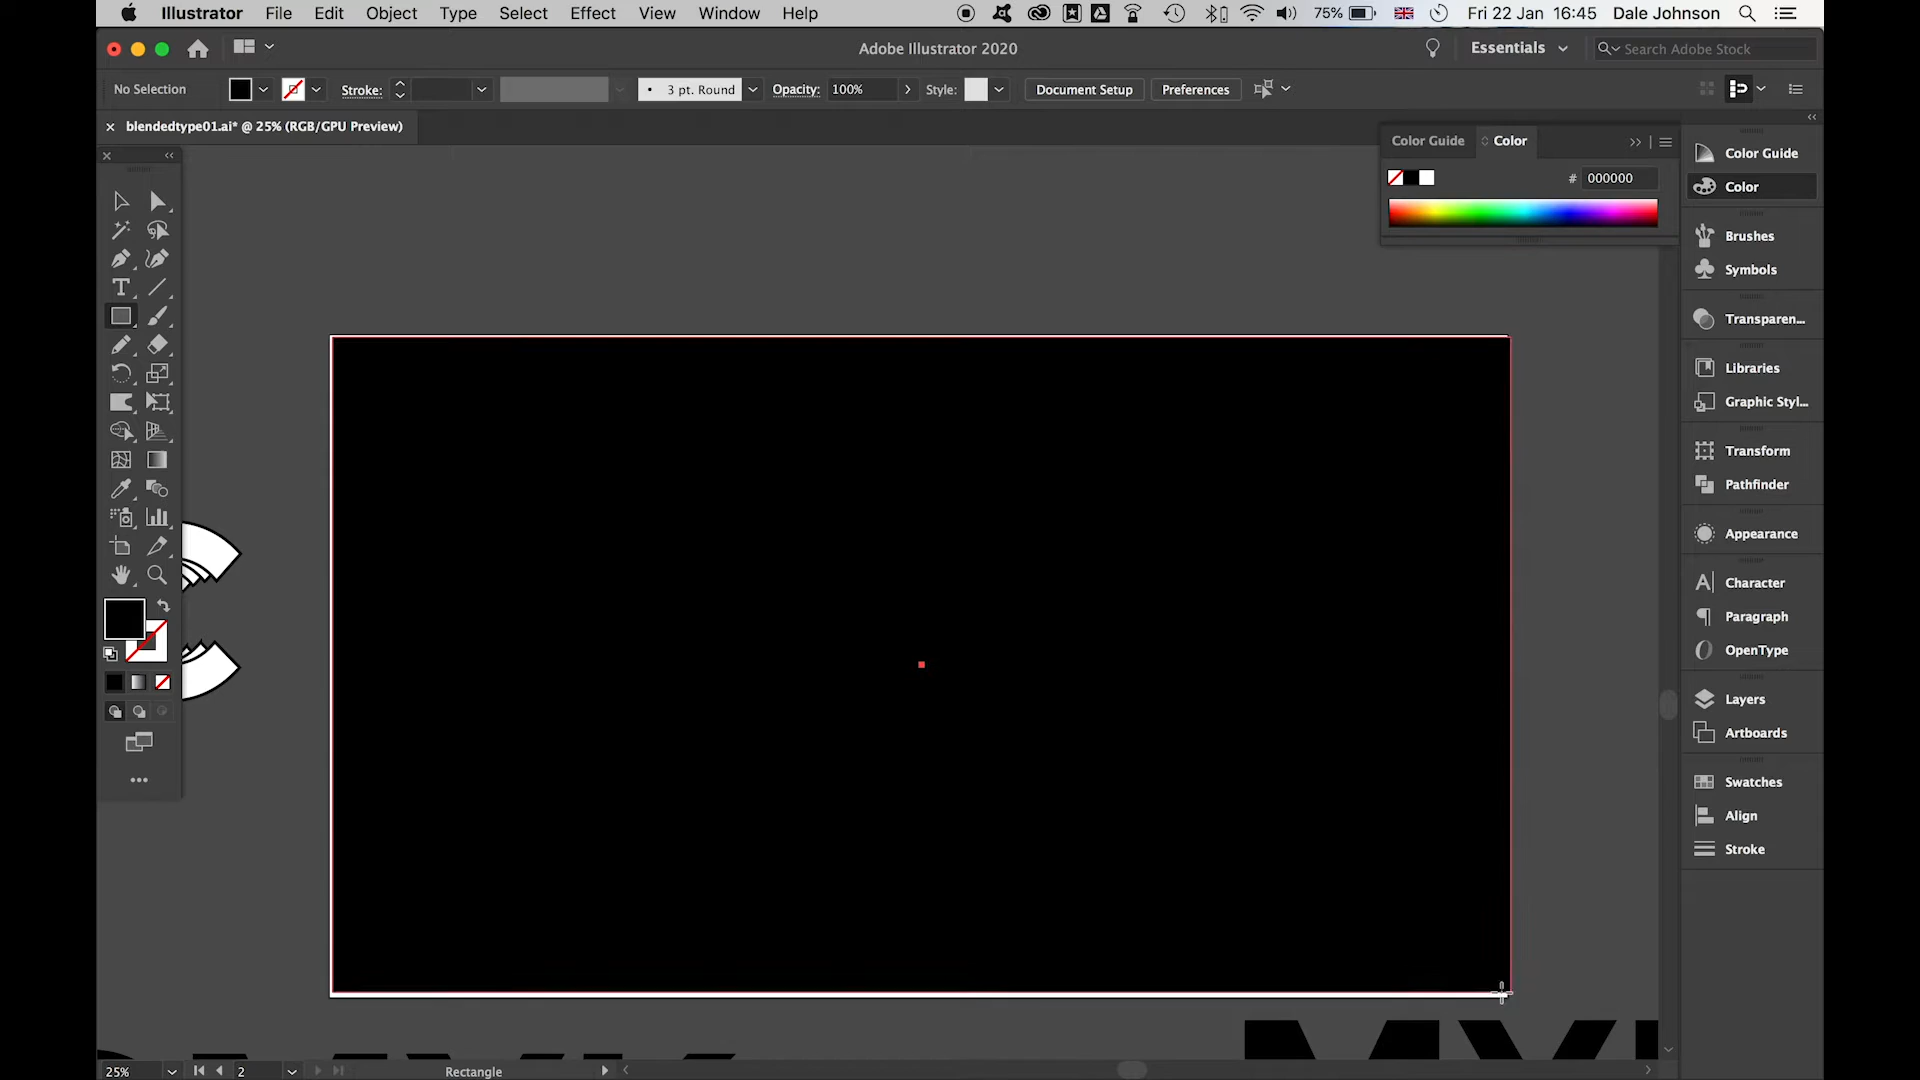 Illustrator File Edit Object Type Select Effect View Window Help 75% Fri 22 Jan 16:45 Dale Johnson
Adobe Illustrator 2020 Essentials Search Adobe Stock
No Selection Stroke: 3 pt. Round Opacity: 100% Style: Document Setup Preferences
blendedtype01.ai* @ 25% (RGB/GPU Preview)
Color Guide Color
# 000000
Color Guide
Color
Brushes
Symbols
Transparen...
Libraries
Graphic Styl...
Transform
Pathfinder
Appearance
Character
Paragraph
OpenType
Layers
Artboards
Swatches
Align
Stroke
25% 2 Rectangle